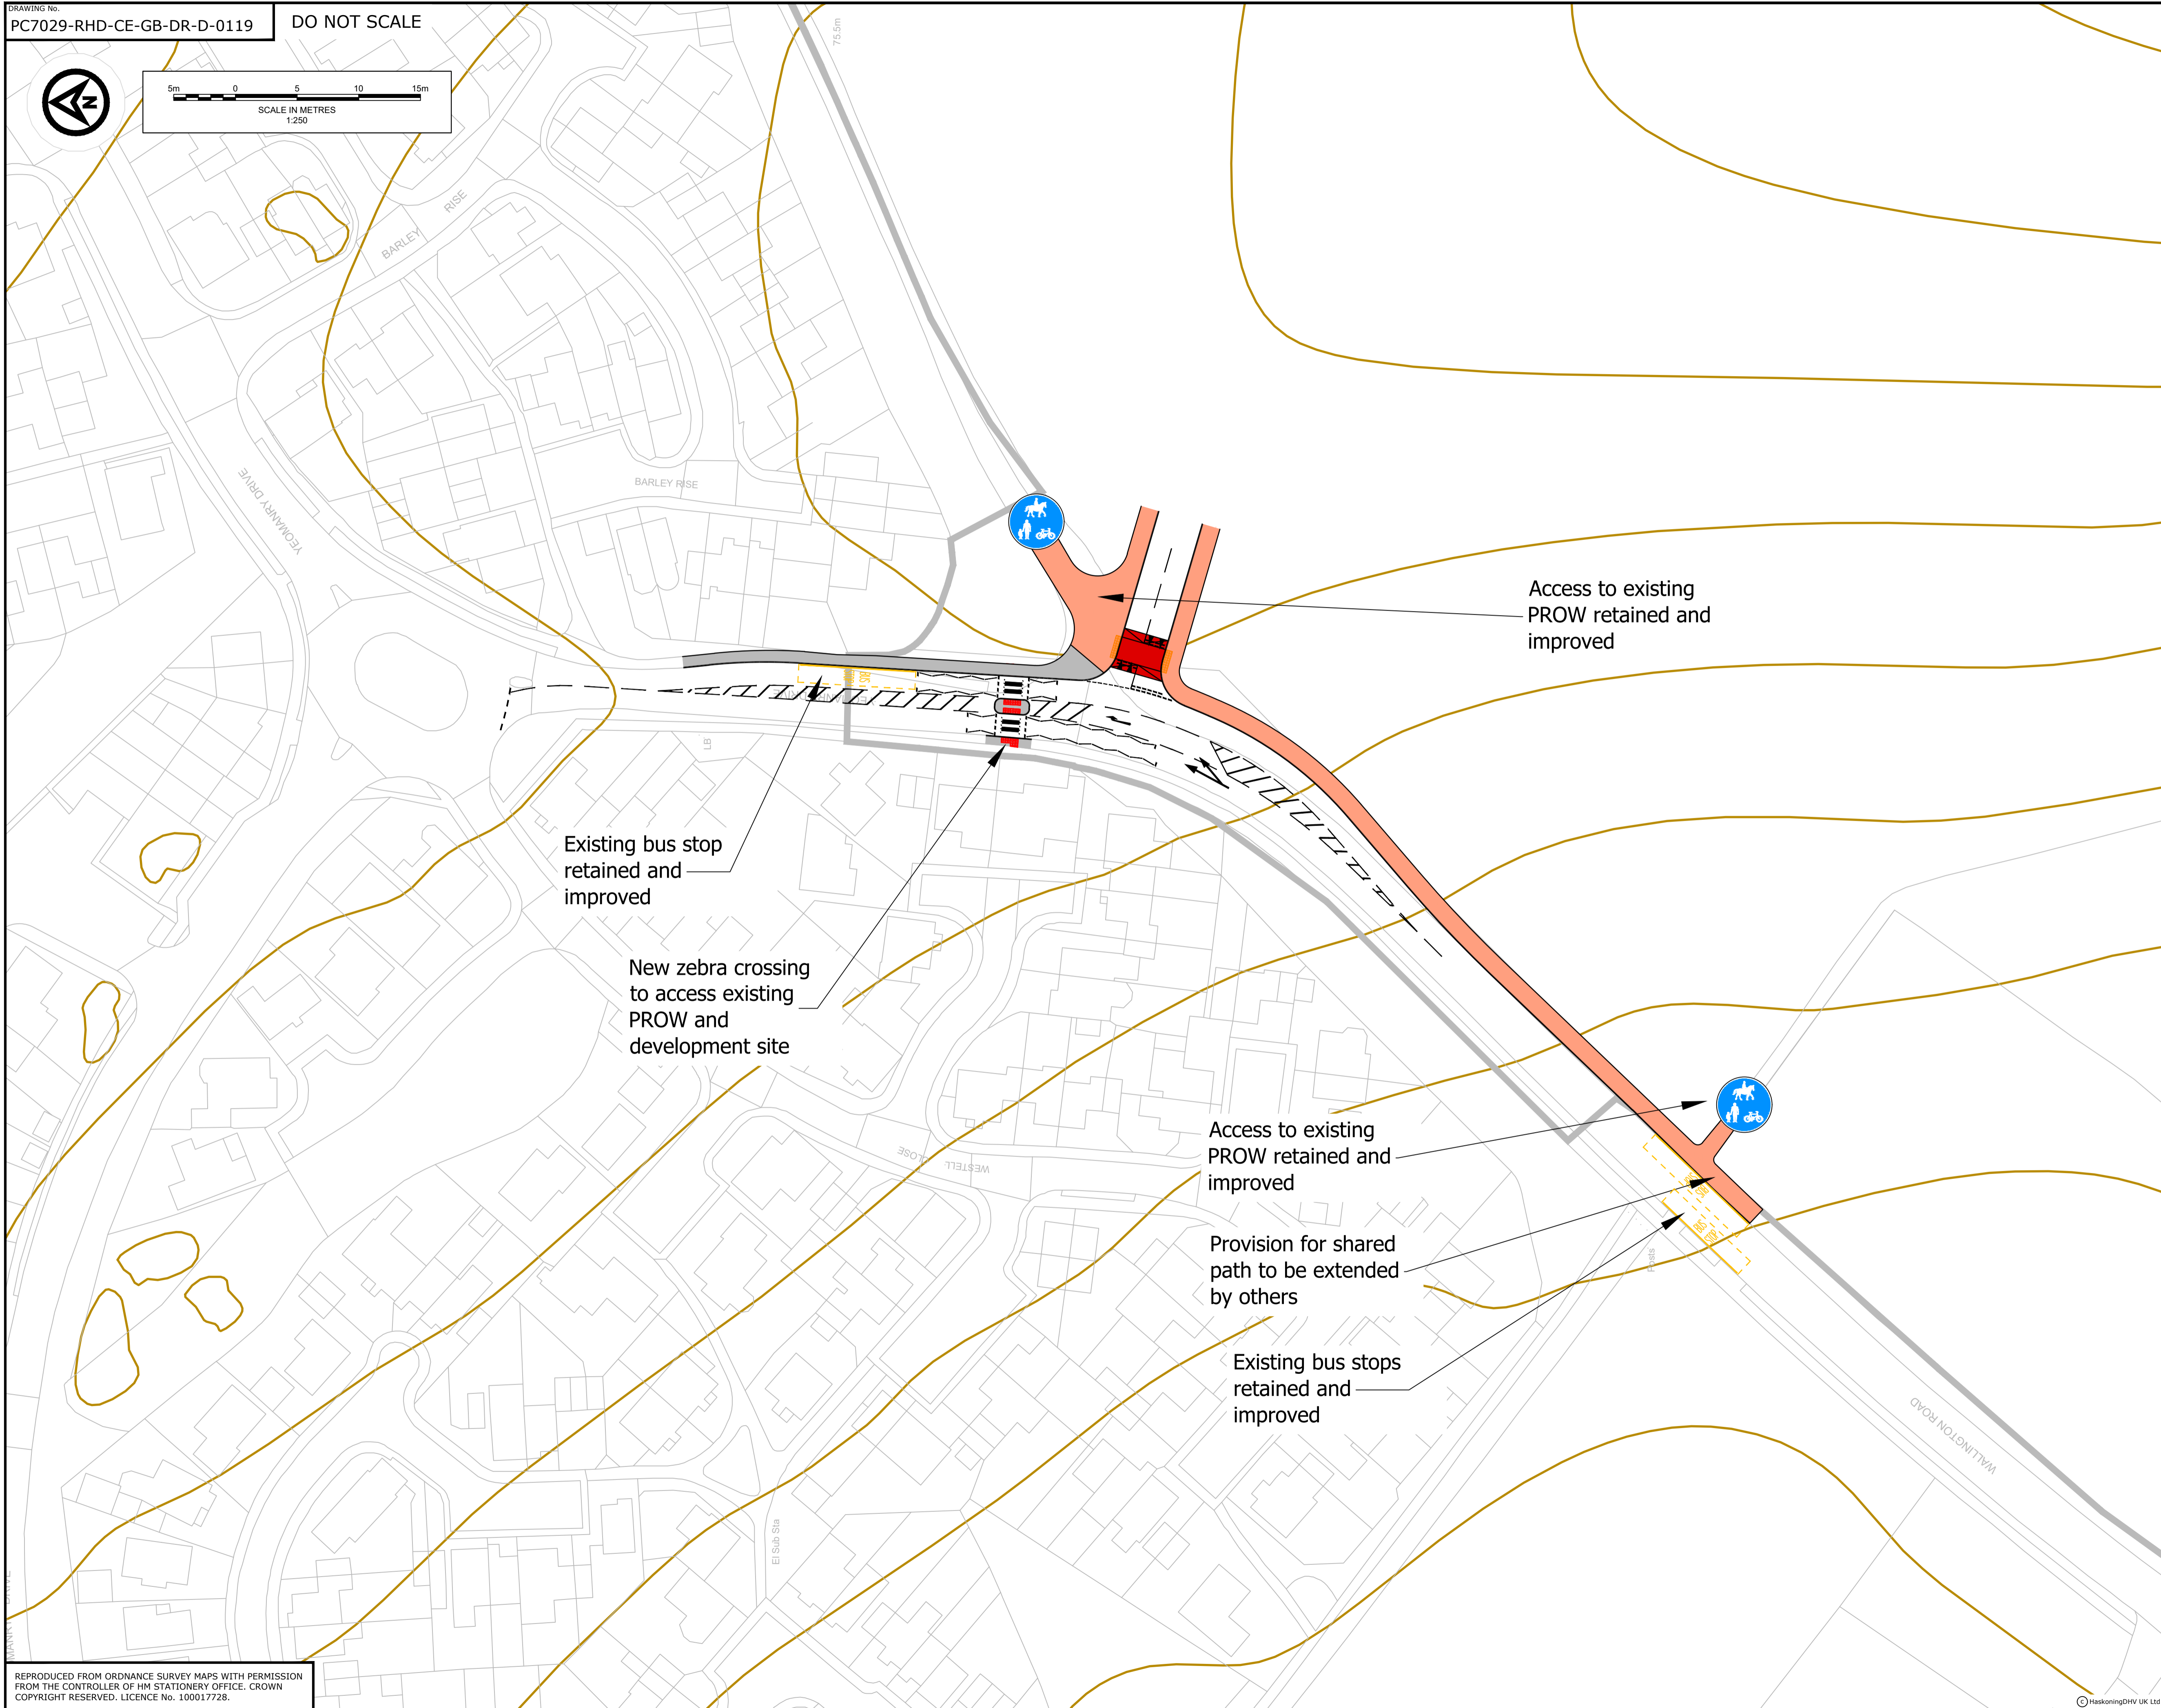 DRAWING No.
PC7029-RHD-CE-GB-DR-D-0119
DO NOT SCALE
N
5m 0 5 10 15m
SCALE IN METRES
1:250
75.5m
BARLEY RISE
YEOMANRY DRIVE
BARLEY RISE
Access to existing
PROW retained and
improved
BUS
LB
Existing bus stop
retained and
improved
New zebra crossing
to access existing
PROW and
development site
WESTELL CLOSE
Access to existing
PROW retained and
improved
BUS
STOP
Provision for shared
path to be extended
by others
Posts
Existing bus stops
retained and
improved
WALLINGTON ROAD
El Sub Sta
REPRODUCED FROM ORDNANCE SURVEY MAPS WITH PERMISSION
FROM THE CONTROLLER OF HM STATIONERY OFFICE. CROWN
COPYRIGHT RESERVED. LICENCE No. 100017728.
© HaskoningDHV UK Ltd